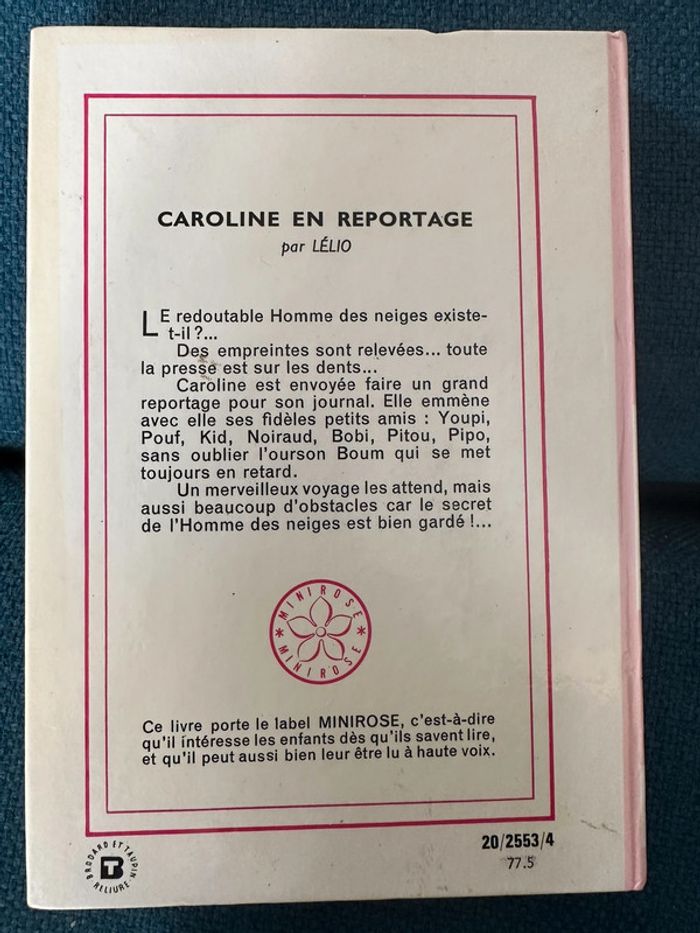 CAROLINE EN REPORTAGE
par LÉLIO
LE redoutable Homme des neiges existe-
t-il ?...
Des empreintes sont relevées... toute
la presse est sur les dents...
Caroline est envoyée faire un grand
reportage pour son journal. Elle emmène
avec elle ses fidèles petits amis : Youpi,
Pouf, Kid, Noiraud, Bobi, Pitou, Pipo,
sans oublier l'ourson Boum qui se met
toujours en retard.
Un merveilleux voyage les attend, mais
aussi beaucoup d'obstacles car le secret
de l'Homme des neiges est bien gardé !...
MINIROSE
MINIROSE
Ce livre porte le label MINIROSE, c'est-à-dire
qu'il intéresse les enfants dès qu'ils savent lire,
et qu'il peut aussi bien leur être lu à haute voix.
20/2553/4
77.5
BRODARD ET TAUPIN
BT
RELIURE